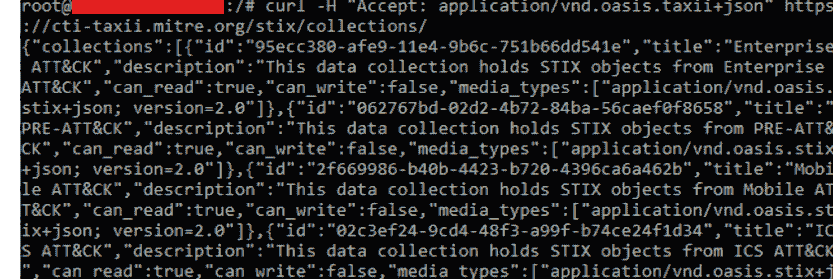 root@ :/# curl -H "Accept: application/vnd.oasis.taxii+json" https
://cti-taxii.mitre.org/stix/collections/
{"collections":[{"id":"95ecc380-afe9-11e4-9b6c-751b66dd541e","title":"Enterprise
ATT&CK","description":"This data collection holds STIX objects from Enterprise
ATT&CK","can_read":true,"can_write":false,"media_types":["application/vnd.oasis.
stix+json; version=2.0"]},{"id":"062767bd-02d2-4b72-84ba-56caef0f8658","title":"
PRE-ATT&CK","description":"This data collection holds STIX objects from PRE-ATT&
CK","can_read":true,"can_write":false,"media_types":["application/vnd.oasis.stix
+json; version=2.0"]},{"id":"2f669986-b40b-4423-b720-4396ca6a462b","title":"Mobi
le ATT&CK","description":"This data collection holds STIX objects from Mobile AT
T&CK","can_read":true,"can_write":false,"media_types":["application/vnd.oasis.st
ix+json; version=2.0"]},{"id":"02c3ef24-9cd4-48f3-a99f-b74ce24f1d34","title":"IC
S ATT&CK","description":"This data collection holds STIX objects from ICS ATT&CK
","can_read":true,"can_write":false,"media_types":["application/vnd.oasis.stix+